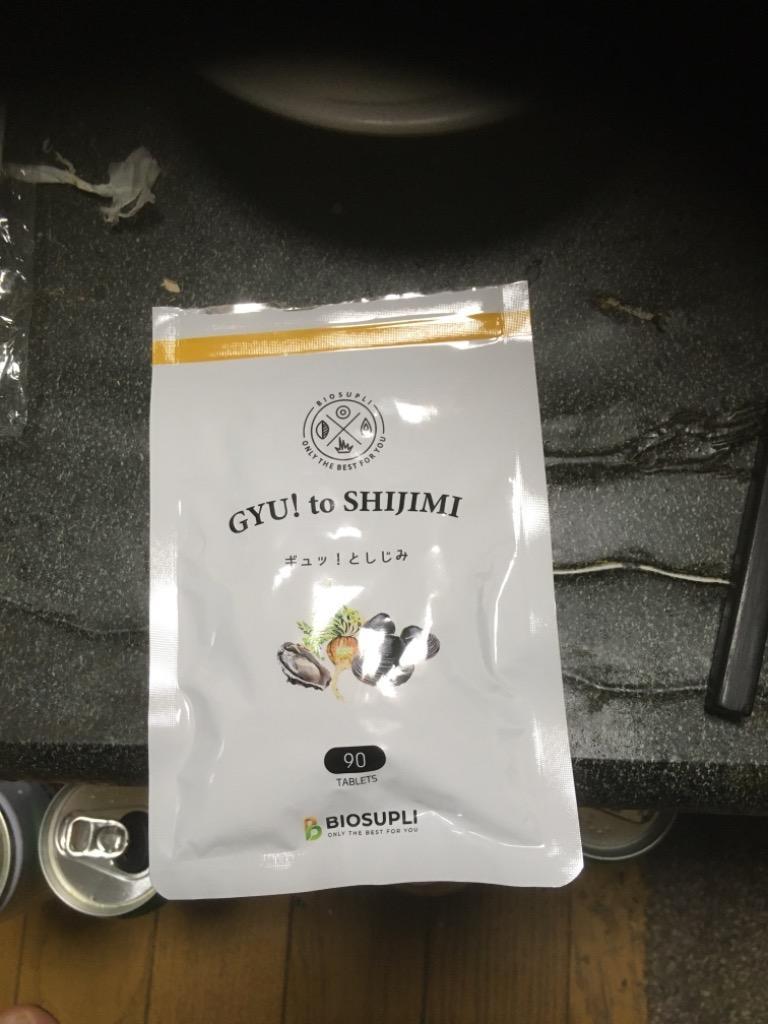 BIOSUPLI
ONLY THE BEST FOR YOU
GYU! to SHIJIMI
ギュッ！としじみ
90
TABLETS
BIOSUPLI
ONLY THE BEST FOR YOU